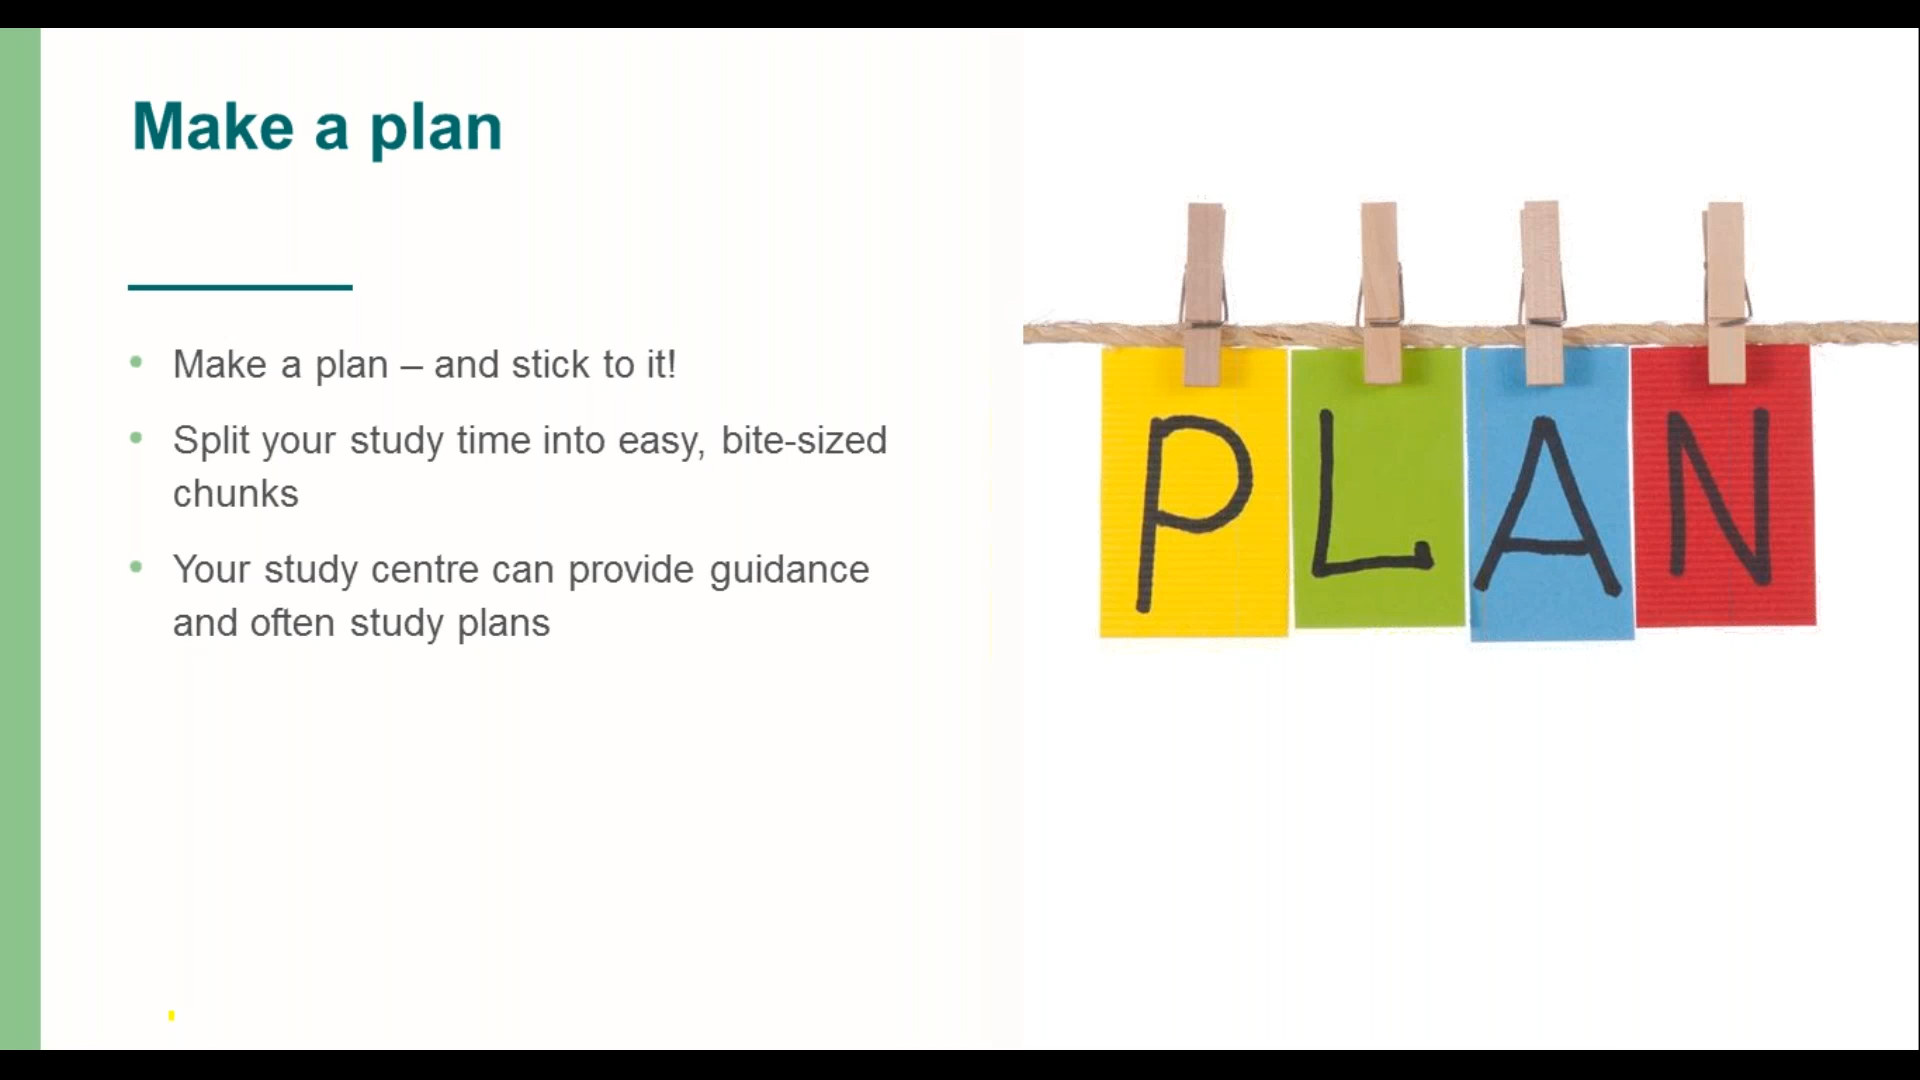 Make a plan
• Make a plan – and stick to it!
• Split your study time into easy, bite-sized
chunks
• Your study centre can provide guidance
and often study plans
PLAN